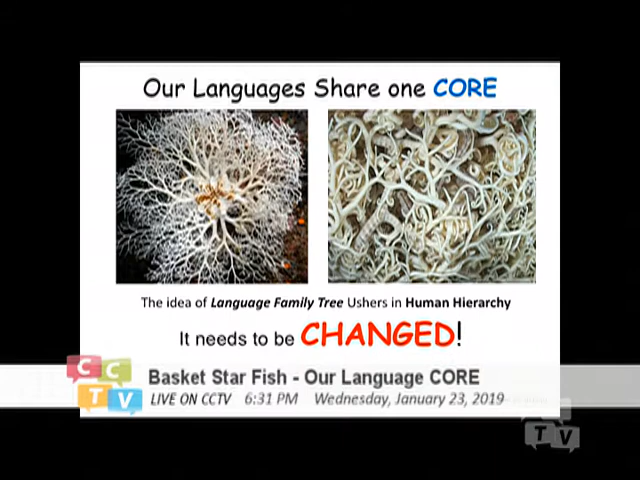 Our Languages Share one CORE
The idea of Language Family Tree Ushers in Human Hierarchy
It needs to be CHANGED!
CCTV
Basket Star Fish - Our Language CORE
LIVE ON CCTV 6:31 PM Wednesday, January 23, 2019
TV